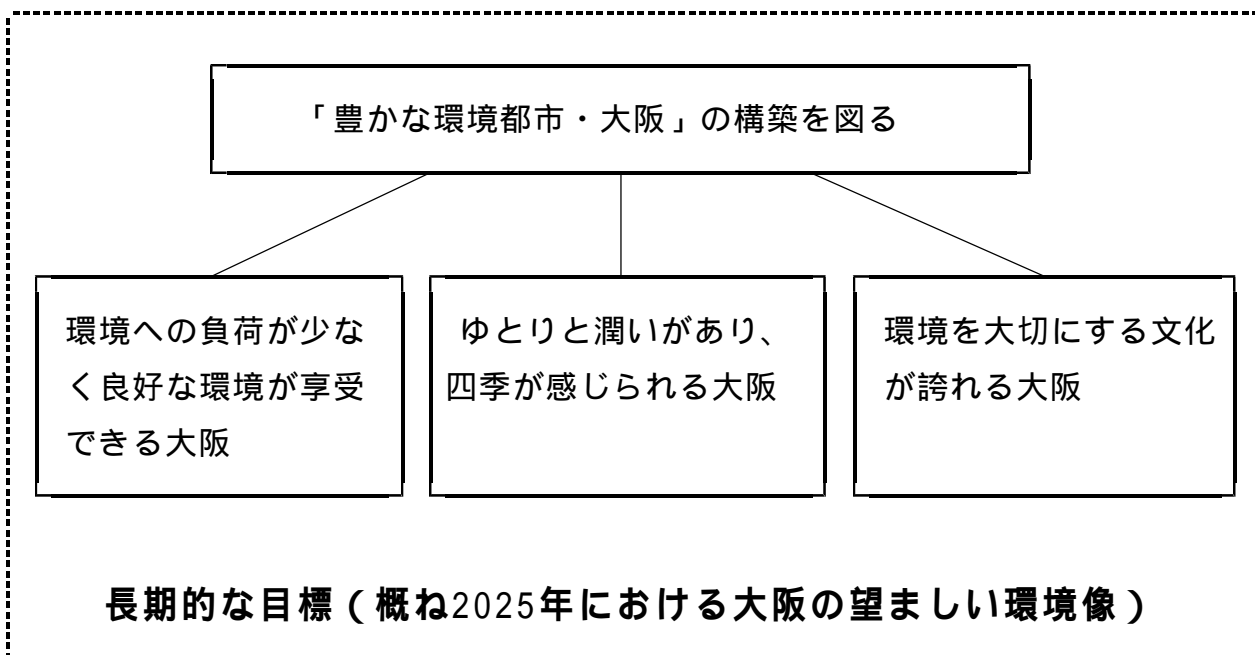 「豊かな環境都市・大阪」の構築を図る
環境への負荷が少な
く良好な環境が享受
できる大阪
ゆとりと潤いがあり、
四季が感じられる大阪
環境を大切にする文化
が誇れる大阪
長期的な目標（概ね2025年における大阪の望ましい環境像）